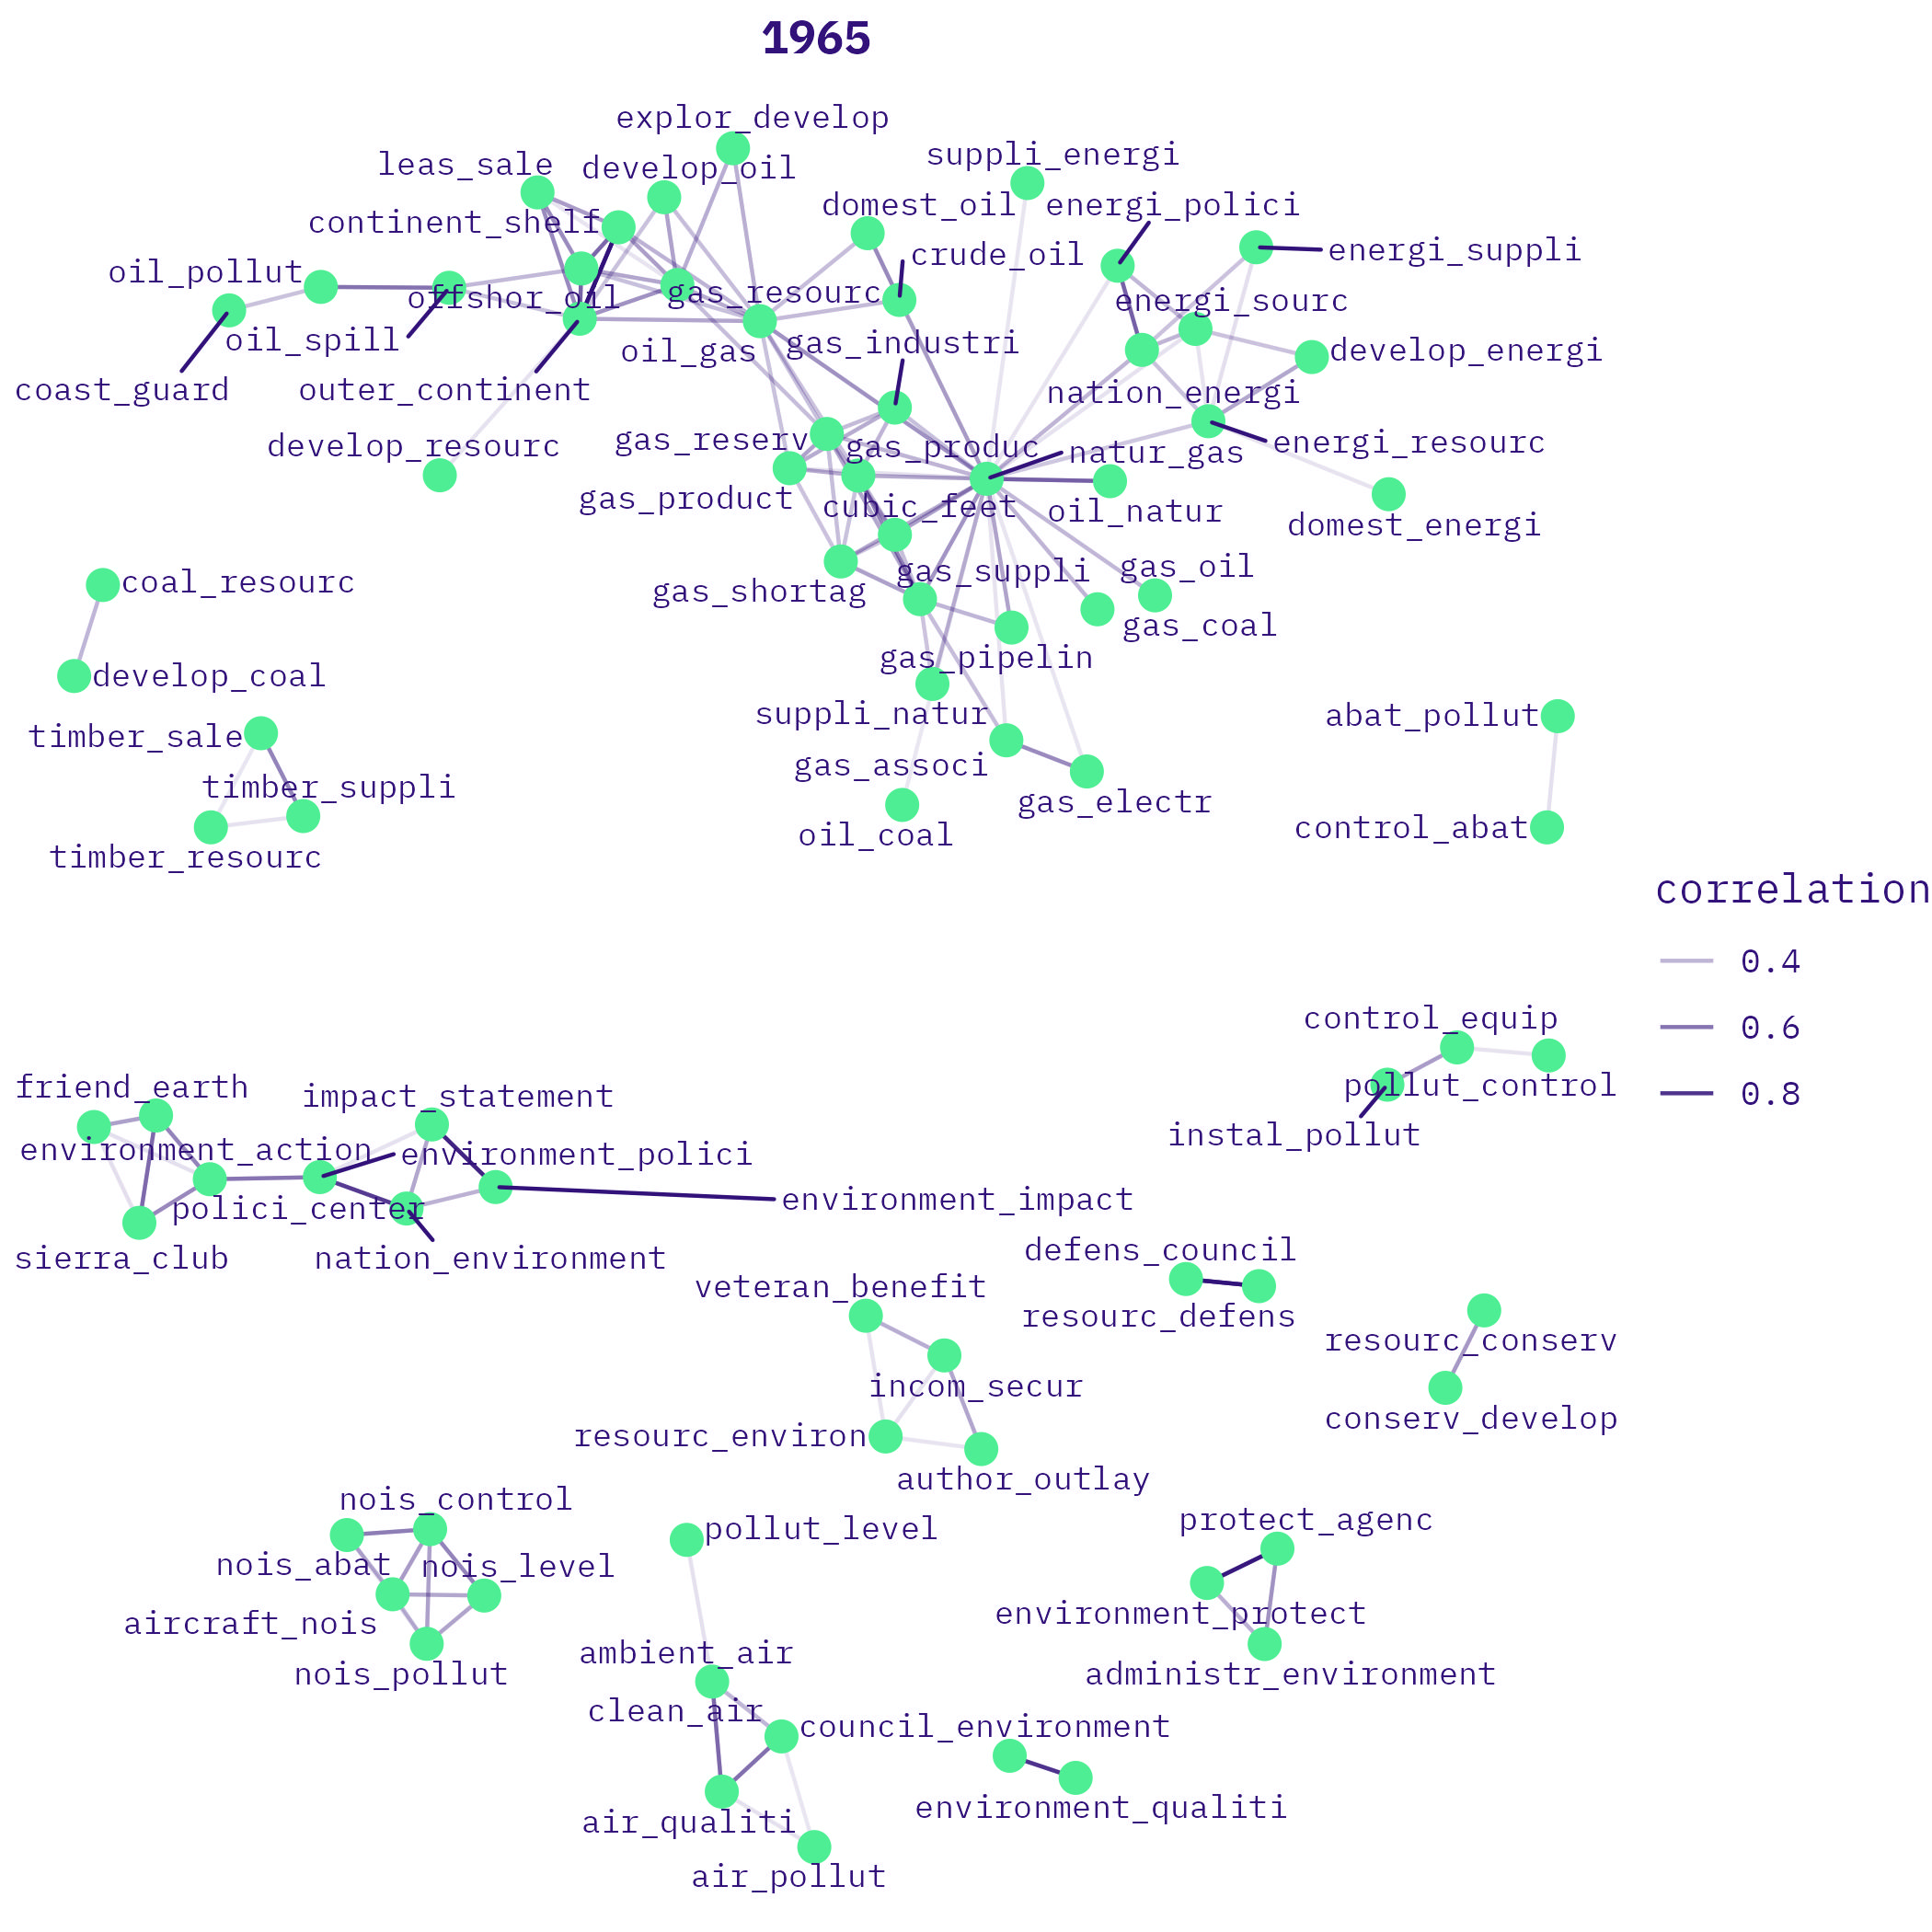 1965
explor_develop
suppli_energi
leas_sale
develop_oil
domest_oil
energi_polici
continent_shelf
crude_oil
energi_suppli
oil_pollut
offshor_oil
gas_resourc
energi_sourc
oil_spill
oil_gas
gas_industri
develop_energi
coast_guard
outer_continent
nation_energi
develop_resourc
gas_reserv
gas_produc
natur_gas
energi_resourc
gas_product
cubic_feet
oil_natur
domest_energi
coal_resourc
gas_shortag
gas_suppli
gas_oil
gas_coal
develop_coal
gas_pipelin
timber_sale
suppli_natur
abat_pollut
timber_suppli
gas_associ
gas_electr
timber_resourc
oil_coal
control_abat
correlation
0.4
0.6
0.8
control_equip
pollut_control
instal_pollut
friend_earth
impact_statement
environment_action
environment_polici
polici_center
environment_impact
sierra_club
nation_environment
defens_council
veteran_benefit
resourc_defens
resourc_conserv
incom_secur
conserv_develop
resourc_environ
author_outlay
nois_control
pollut_level
protect_agenc
nois_abat
nois_level
aircraft_nois
environment_protect
nois_pollut
ambient_air
administr_environment
clean_air
council_environment
air_qualiti
environment_qualiti
air_pollut